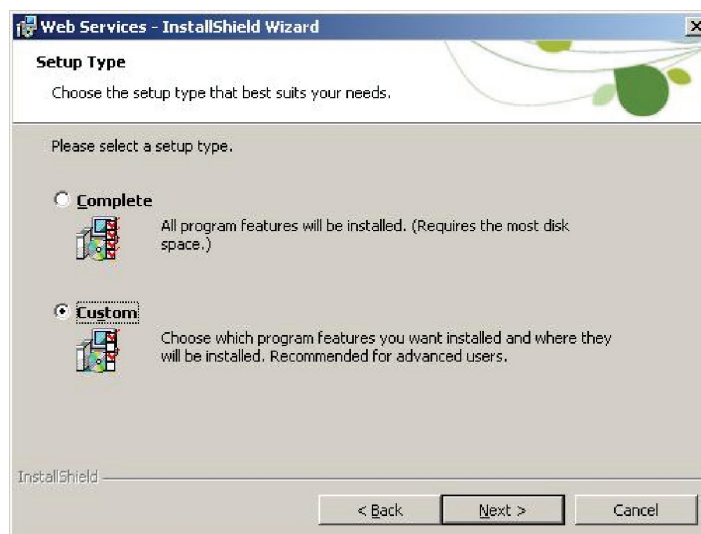 Web Services - InstallShield Wizard
Setup Type
Choose the setup type that best suits your needs.
Please select a setup type.
Complete
All program features will be installed. (Requires the most disk
space.)
Custom
Choose which program features you want installed and where they
will be installed. Recommended for advanced users.
InstallShield
< Back
Next >
Cancel